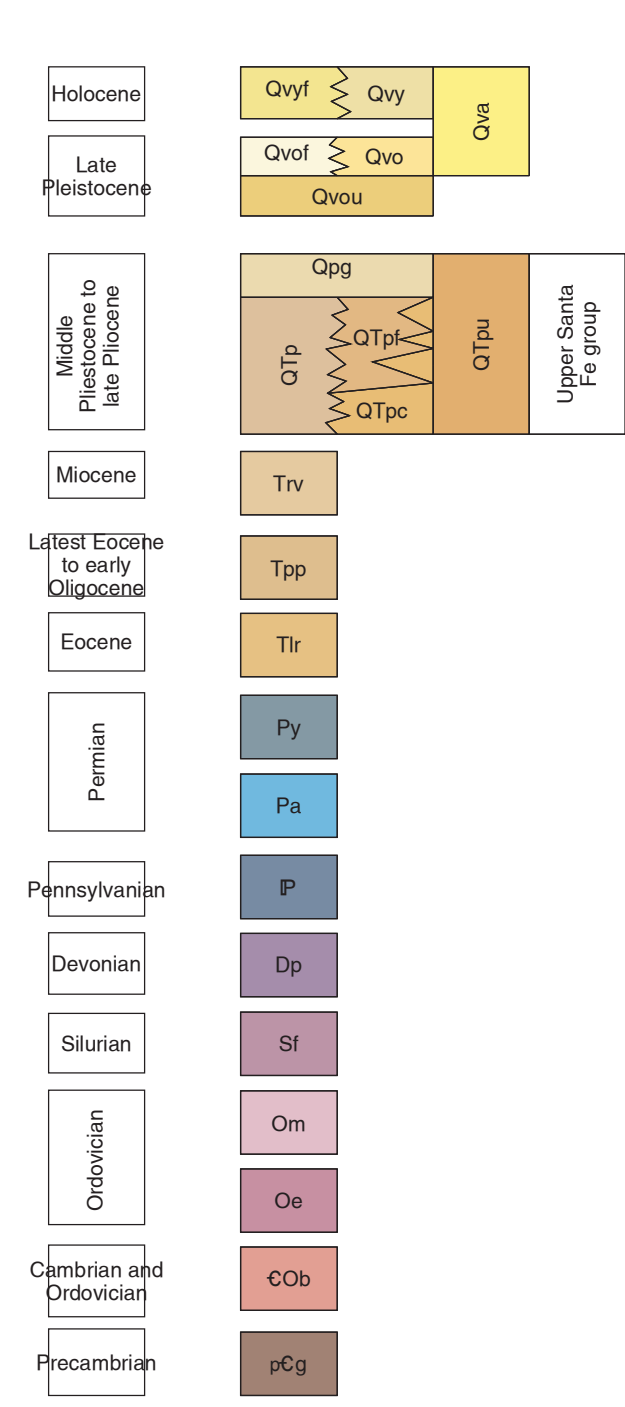 Holocene
Qvyf
Qvy
Qva
Late
Pleistocene
Qvof
Qvo
Qvou
Middle
Pliestocene to
late Pliocene
Qpg
QTp
QTpf
QTpc
QTpu
Upper Santa
Fe group
Miocene
Trv
Latest Eocene
to early
Oligocene
Tpp
Eocene
Tlr
Permian
Py
Pa
Pennsylvanian
ℙ
Devonian
Dp
Silurian
Sf
Ordovician
Om
Oe
Cambrian and
Ordovician
€Ob
Precambrian
p€g